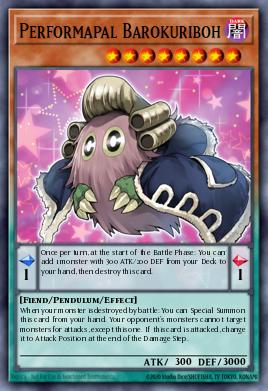 PERFORMAPAL BAROKURIBOH
DARK
闇
Once per turn, at the start of the Battle Phase: You can
add 1 monster with 300 ATK/200 DEF from your Deck to
your hand, then destroy this card.
1
1
[FIEND/PENDULUM/EFFECT]
When your monster is destroyed by battle: You can Special Summon
this card from your hand. Your opponent's monsters cannot target
monsters for attacks, except this one. If this card is attacked, change
it to Attack Position at the end of the Damage Step.
ATK/ 300 DEF/ 3000